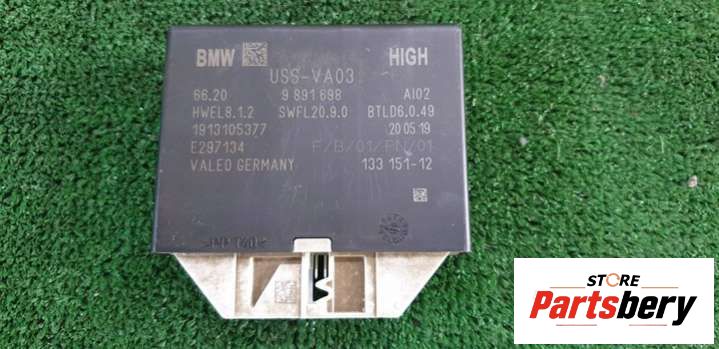 BMW HIGH
USS-VA03
66.20 9 891 698 AI02
HWEL9.1.2 SWFL20.9.0 BTLD6.0.49
1913105377 20 05 19
E297134 F/B/01/PN/01
VALEO GERMANY 133 151-12
STORE
Partsbery